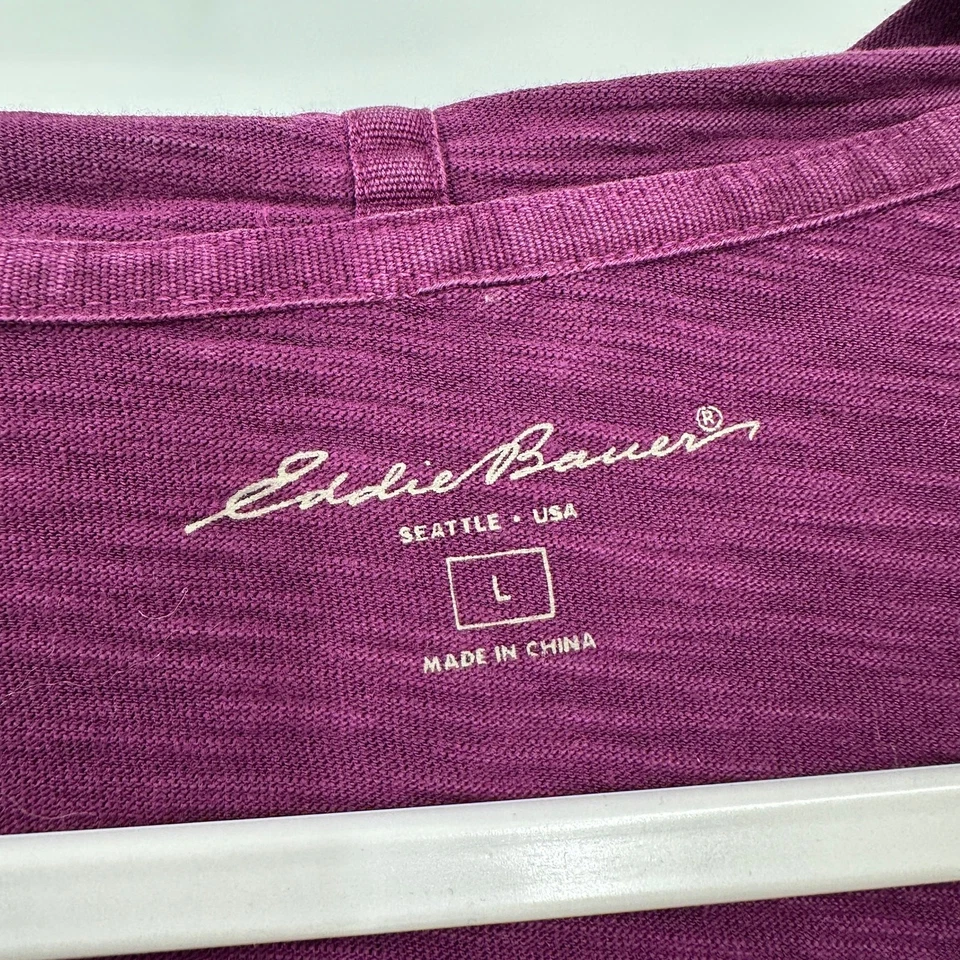 Eddie Bauer®
SEATTLE • USA
L
MADE IN CHINA